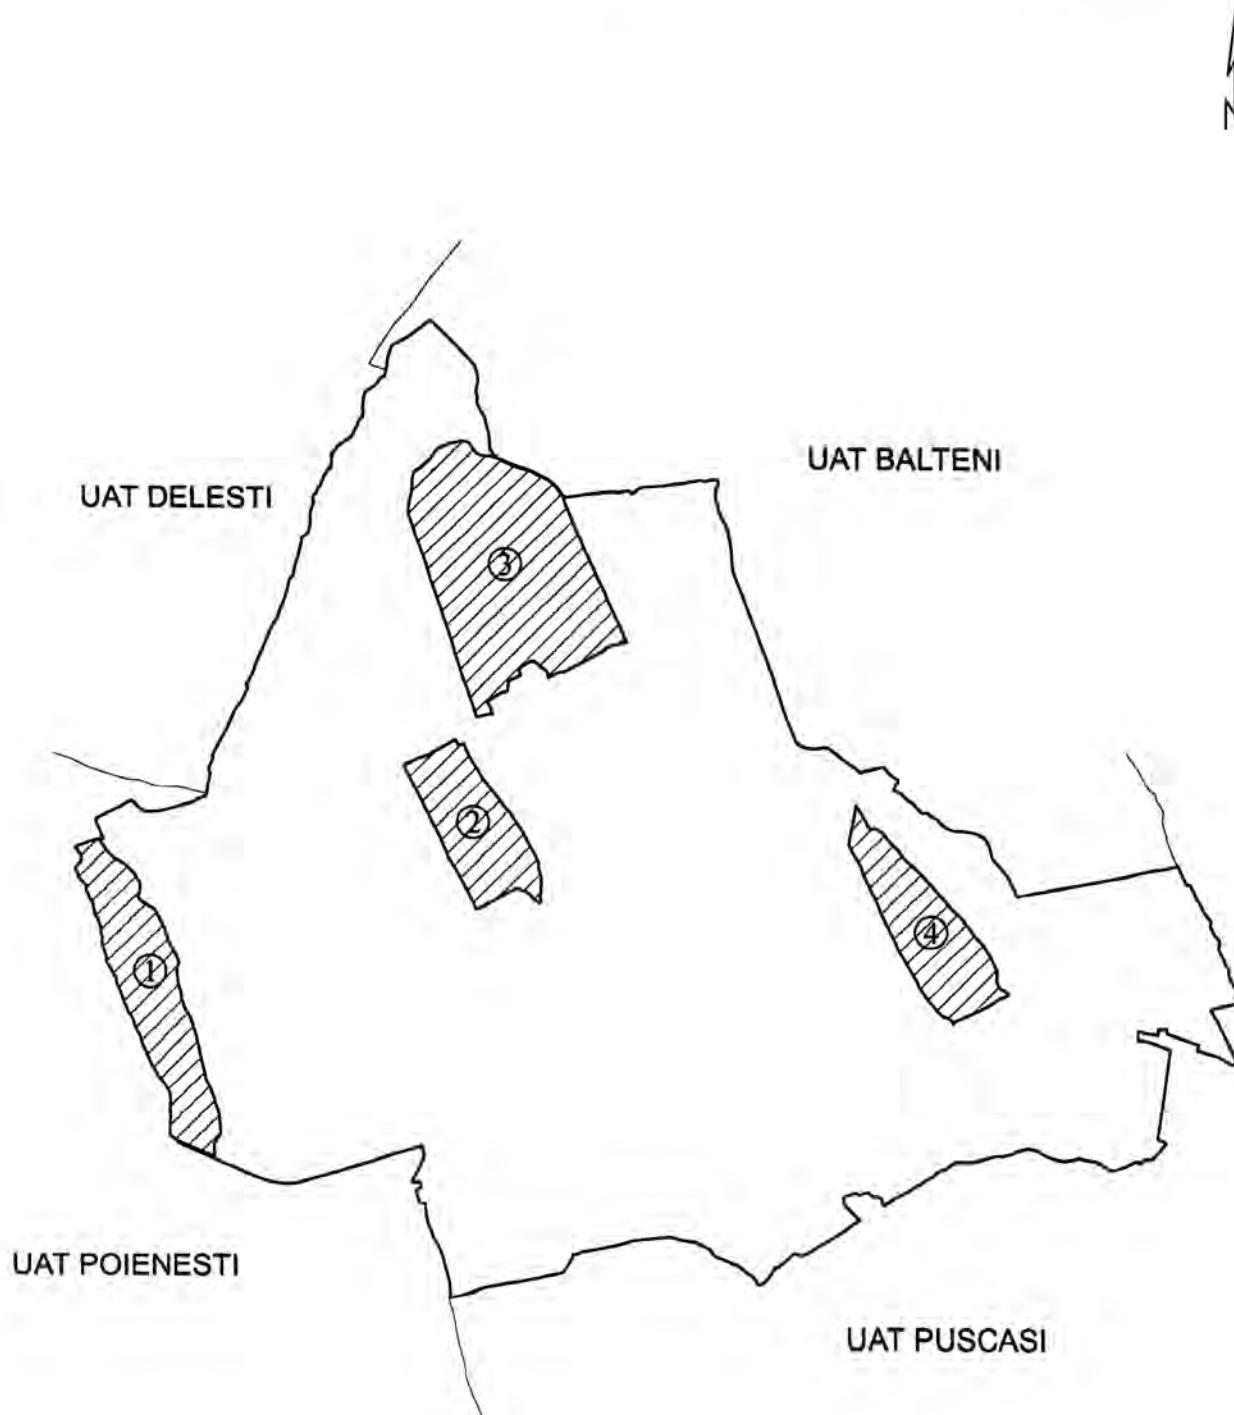 N
UAT BALTENI
UAT DELESTI
3
2
4
1
UAT POIENESTI
UAT PUSCASI